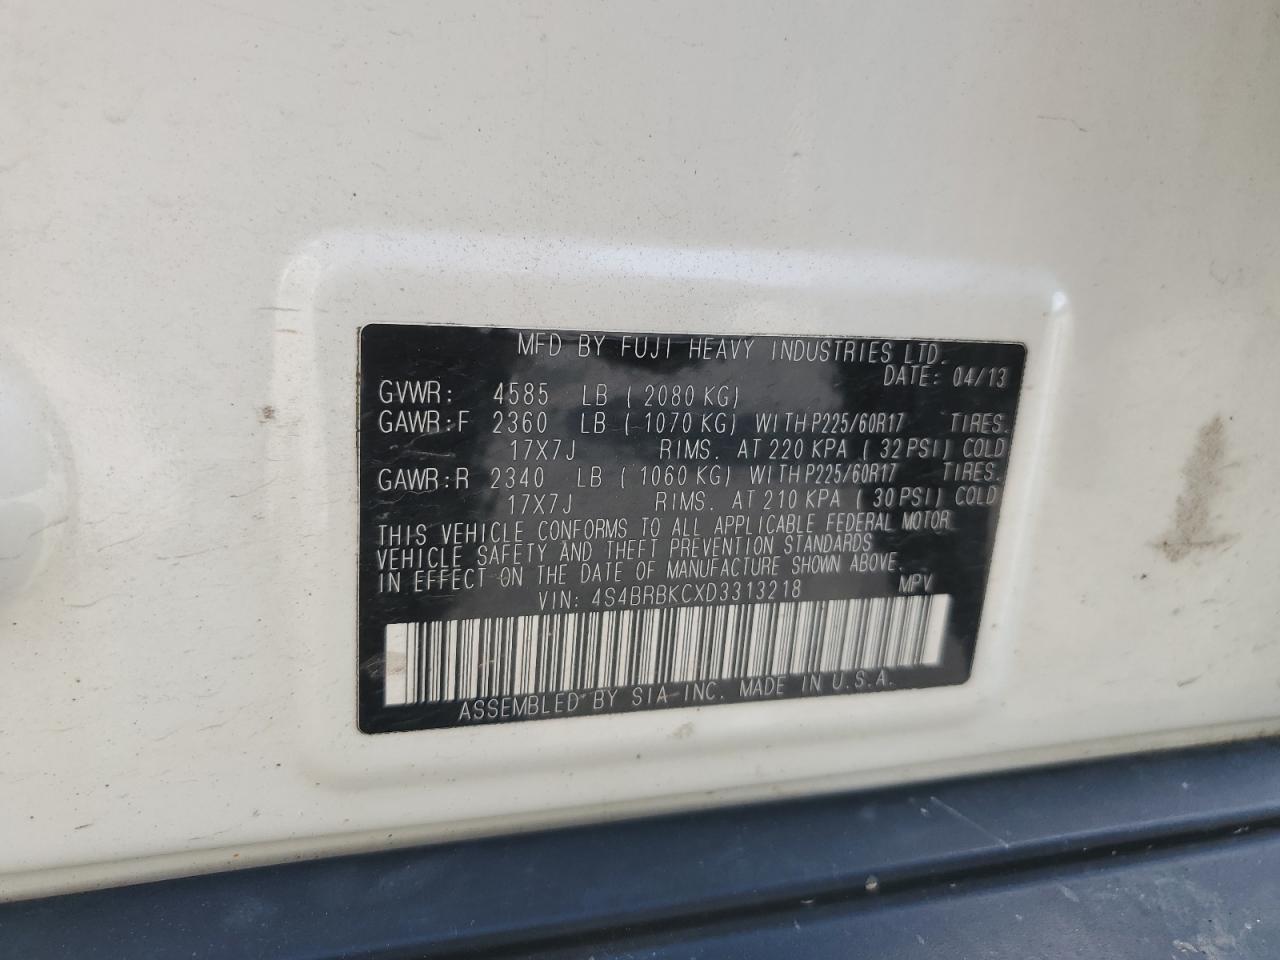 MFD BY FUJI HEAVY INDUSTRIES LTD.
DATE: 04/13
GVWR: 4585 LB ( 2080 KG)
GAWR:F 2360 LB ( 1070 KG) WITH P225/60R17 TIRES.
17X7J RIMS. AT 220 KPA ( 32 PSI) COLD
GAWR:R 2340 LB ( 1060 KG) WITH P225/60R17 TIRES.
17X7J RIMS. AT 210 KPA 30 PSI) COLD
THIS VEHICLE CONFORMS TO ALL APPLICABLE FEDERAL MOTOR
VEHICLE SAFETY AND THEFT PREVENTION STANDARDS
IN EFFECT ON THE DATE OF MANUFACTURE SHOWN ABOVE.
VIN: 4S4BRBKCXD3313218 MPV
ASSEMBLED BY SIA INC. MADE IN U.S.A.